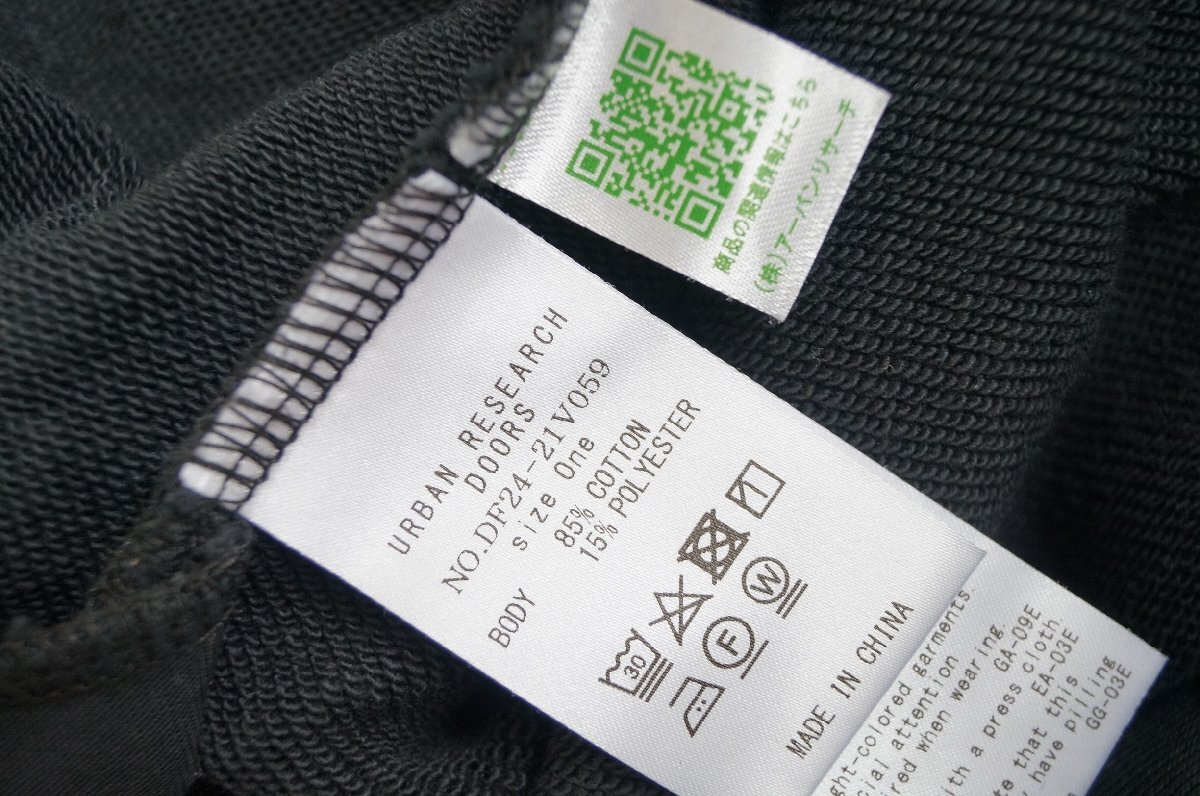 商品の関連情報はこちら
(株)アーバンリサーチ
URBAN RESEARCH
DOORS
NO.DF24-21V059
size One
BODY 85% COTTON
15% POLYESTER
30
F
W
MADE IN CHINA
ght-colored garments
cial attention
ired when wearing.
GA-09E
ith a press cloth
EA-03E
te that this
have pilling
GG-03E